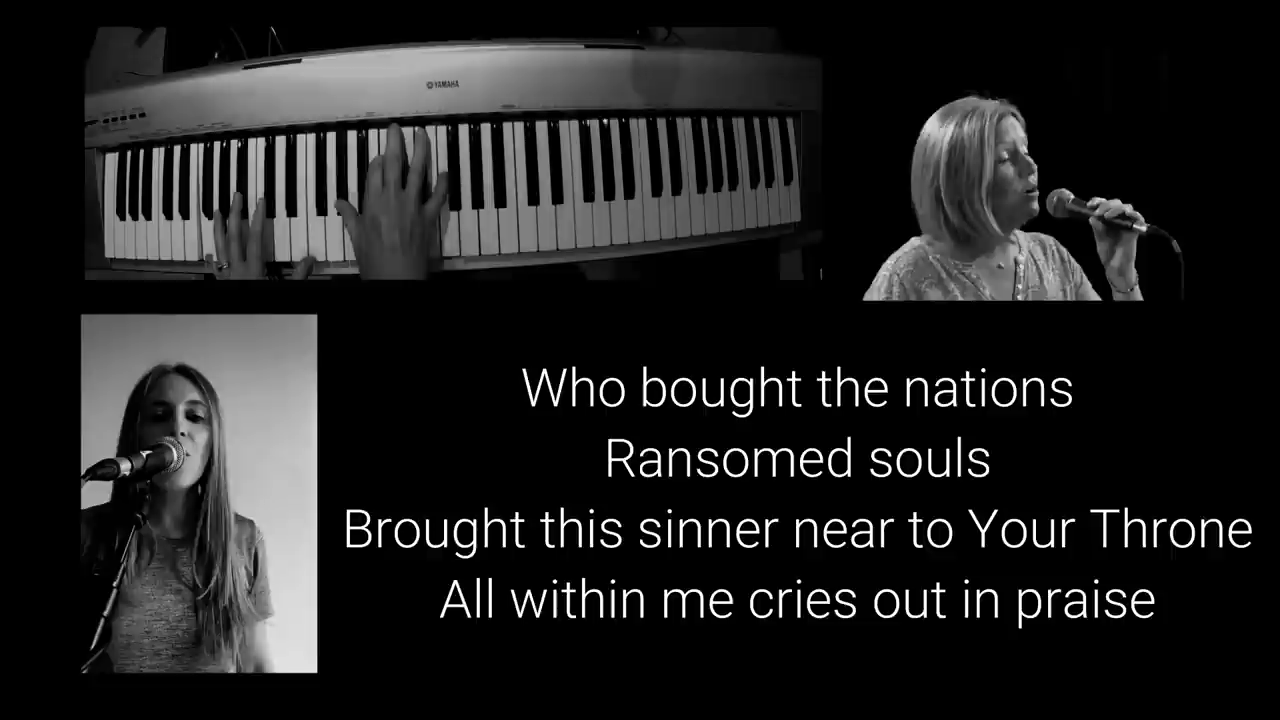 YAMAHA
Who bought the nations
Ransomed souls
Brought this sinner near to Your Throne
All within me cries out in praise